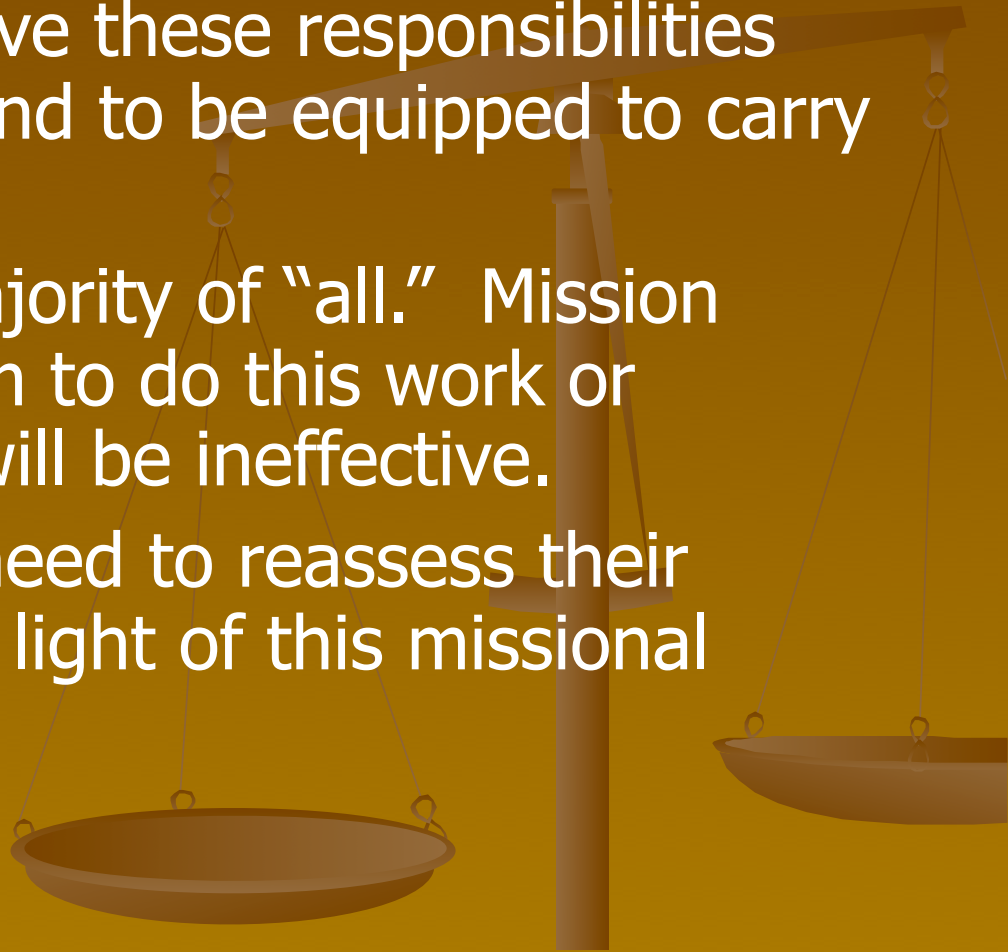 ve these responsibilities
nd to be equipped to carry
jority of “all.” Mission
to do this work or
will be ineffective.
need to reassess their
light of this missional